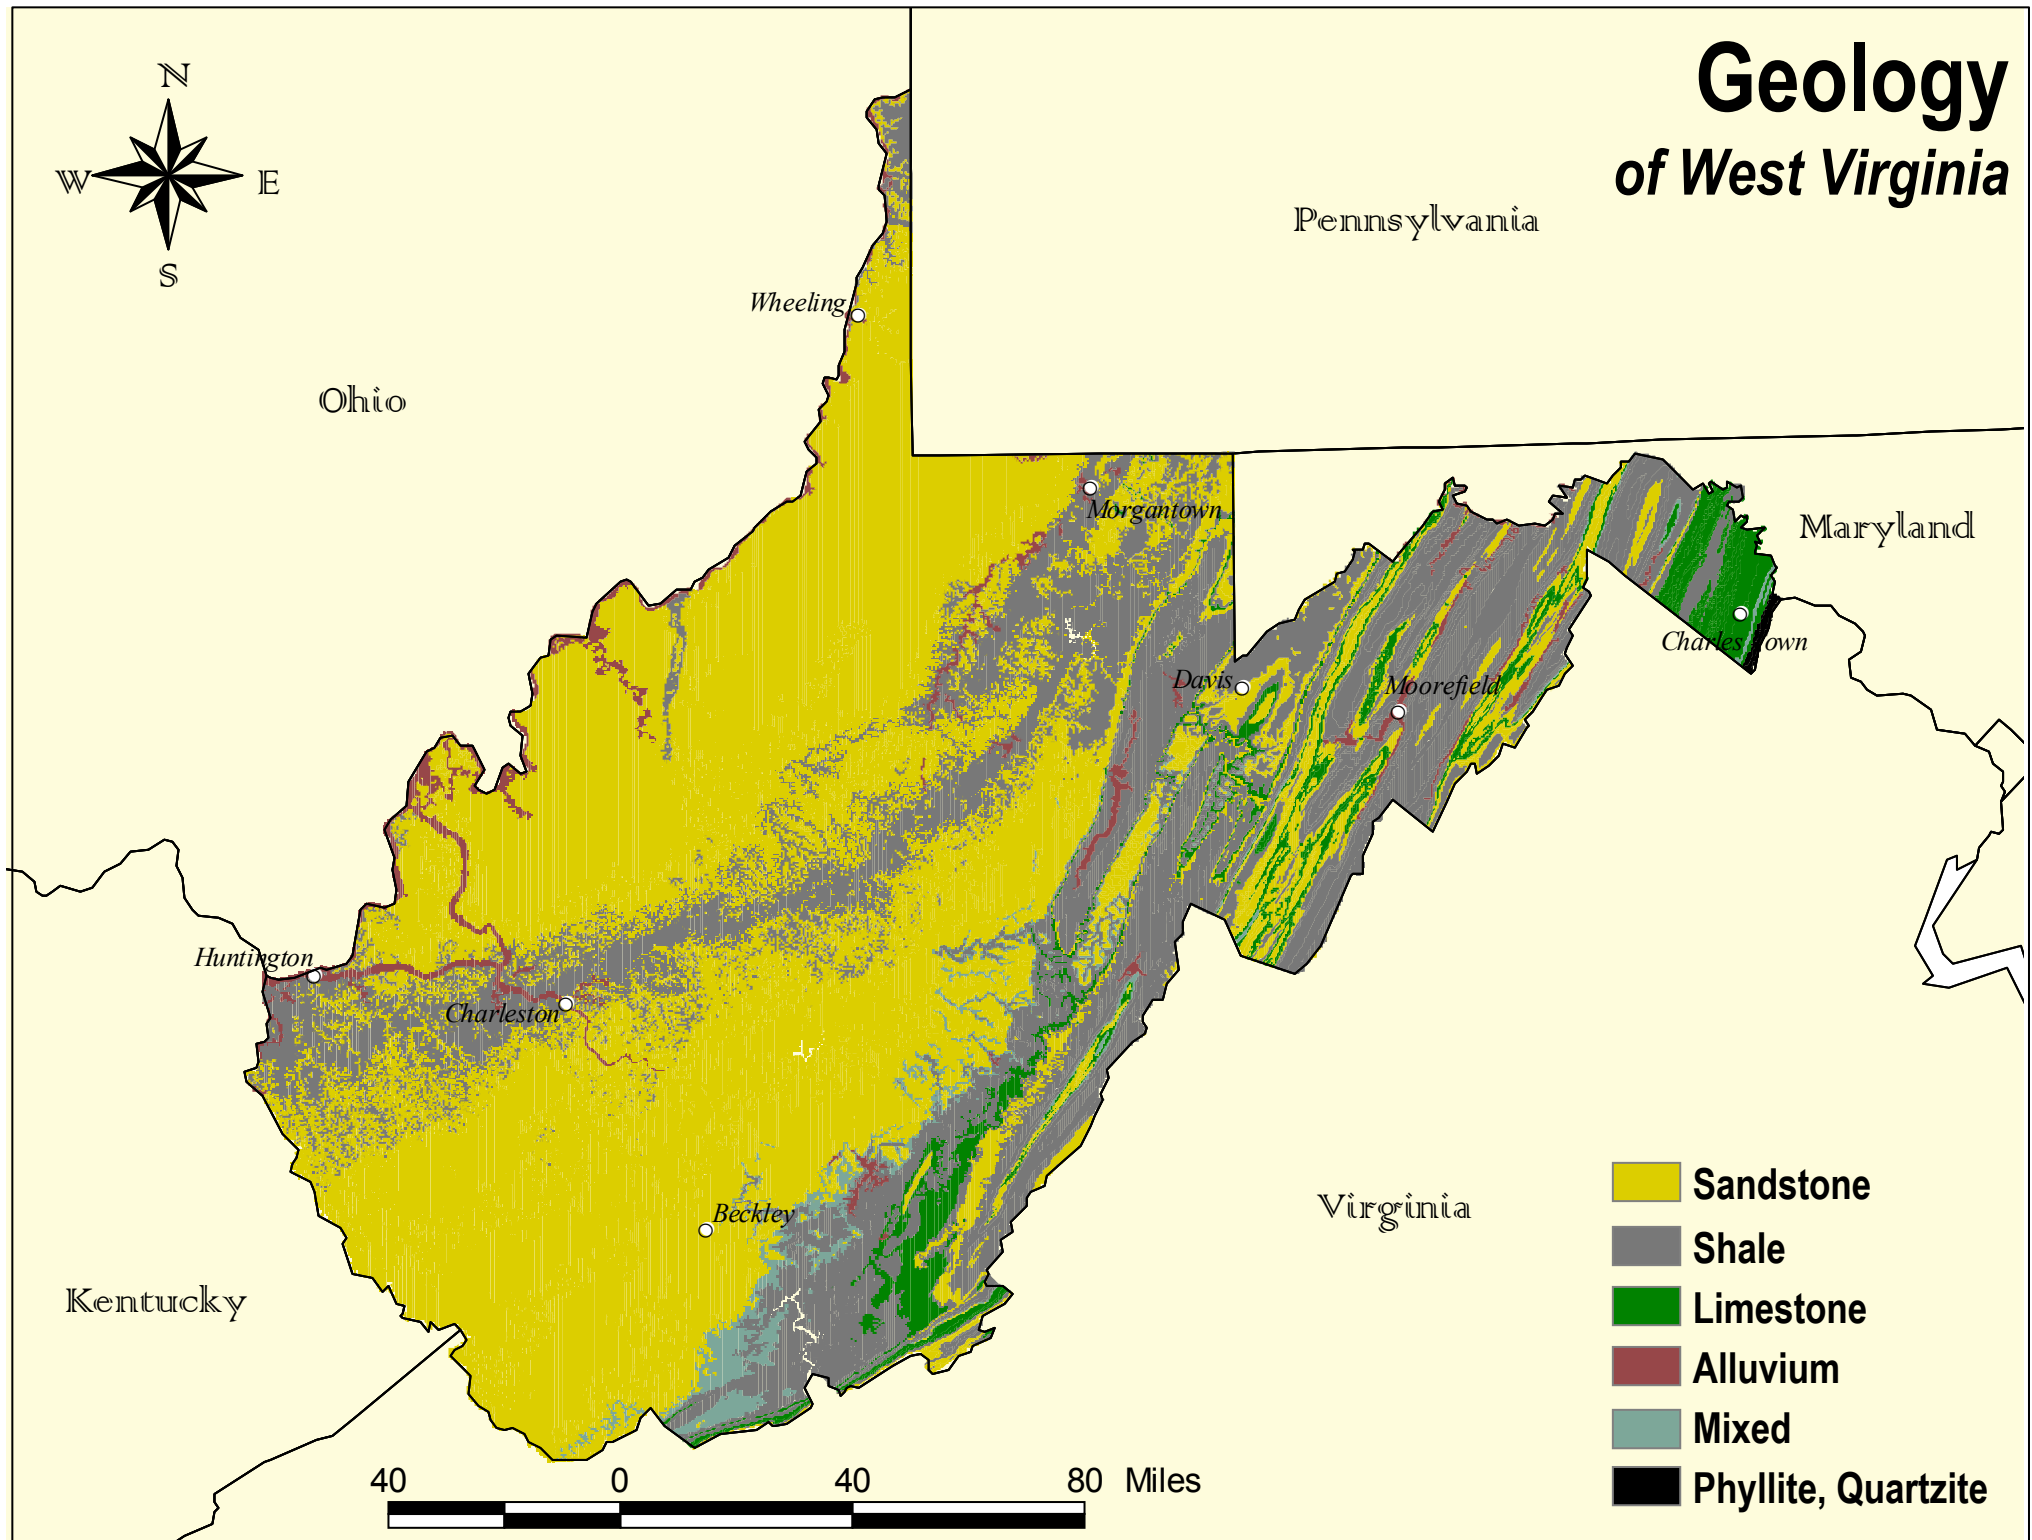 Geology
of West Virginia
N
W
E
S
Pennsylvania
Wheeling
Ohio
Morgantown
Maryland
Charles Town
Davis
Moorefield
Huntington
Charleston
Beckley
Virginia
Kentucky
Sandstone
Shale
Limestone
Alluvium
Mixed
Phyllite, Quartzite
40 0 40 80 Miles